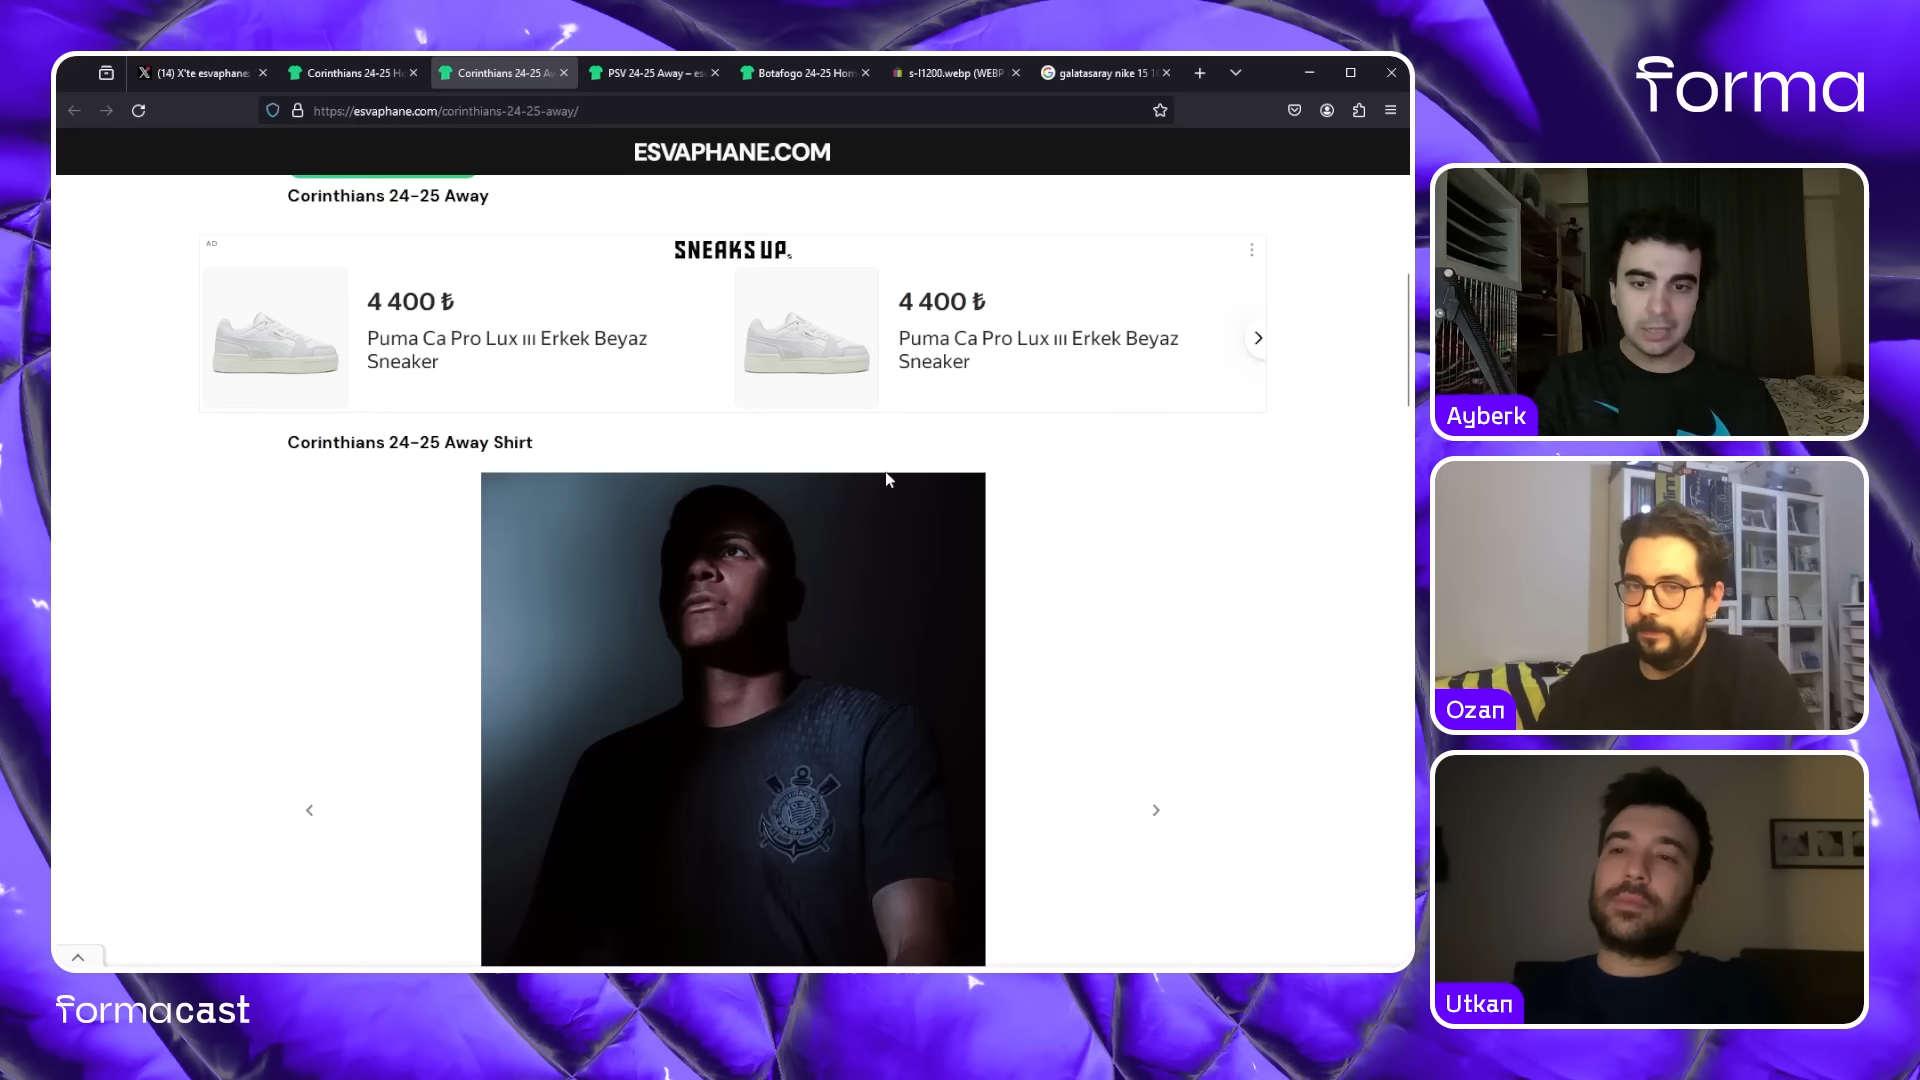 forma
(14) X'te esvaphane:
Corinthians 24-25 H
Corinthians 24-25 A
PSV 24-25 Away – es
Botafogo 24-25 Hom
s-l1200.webp (WEBP
galatasaray nike 15 1
https://esvaphane.com/corinthians-24-25-away/
ESVAPHANE.COM
Corinthians 24-25 Away
AD
SNEAKS UP
4 400 ₺
Puma Ca Pro Lux ııı Erkek Beyaz
Sneaker
4 400 ₺
Puma Ca Pro Lux ııı Erkek Beyaz
Sneaker
Corinthians 24-25 Away Shirt
Ayberk
Ozan
Utkan
formacast